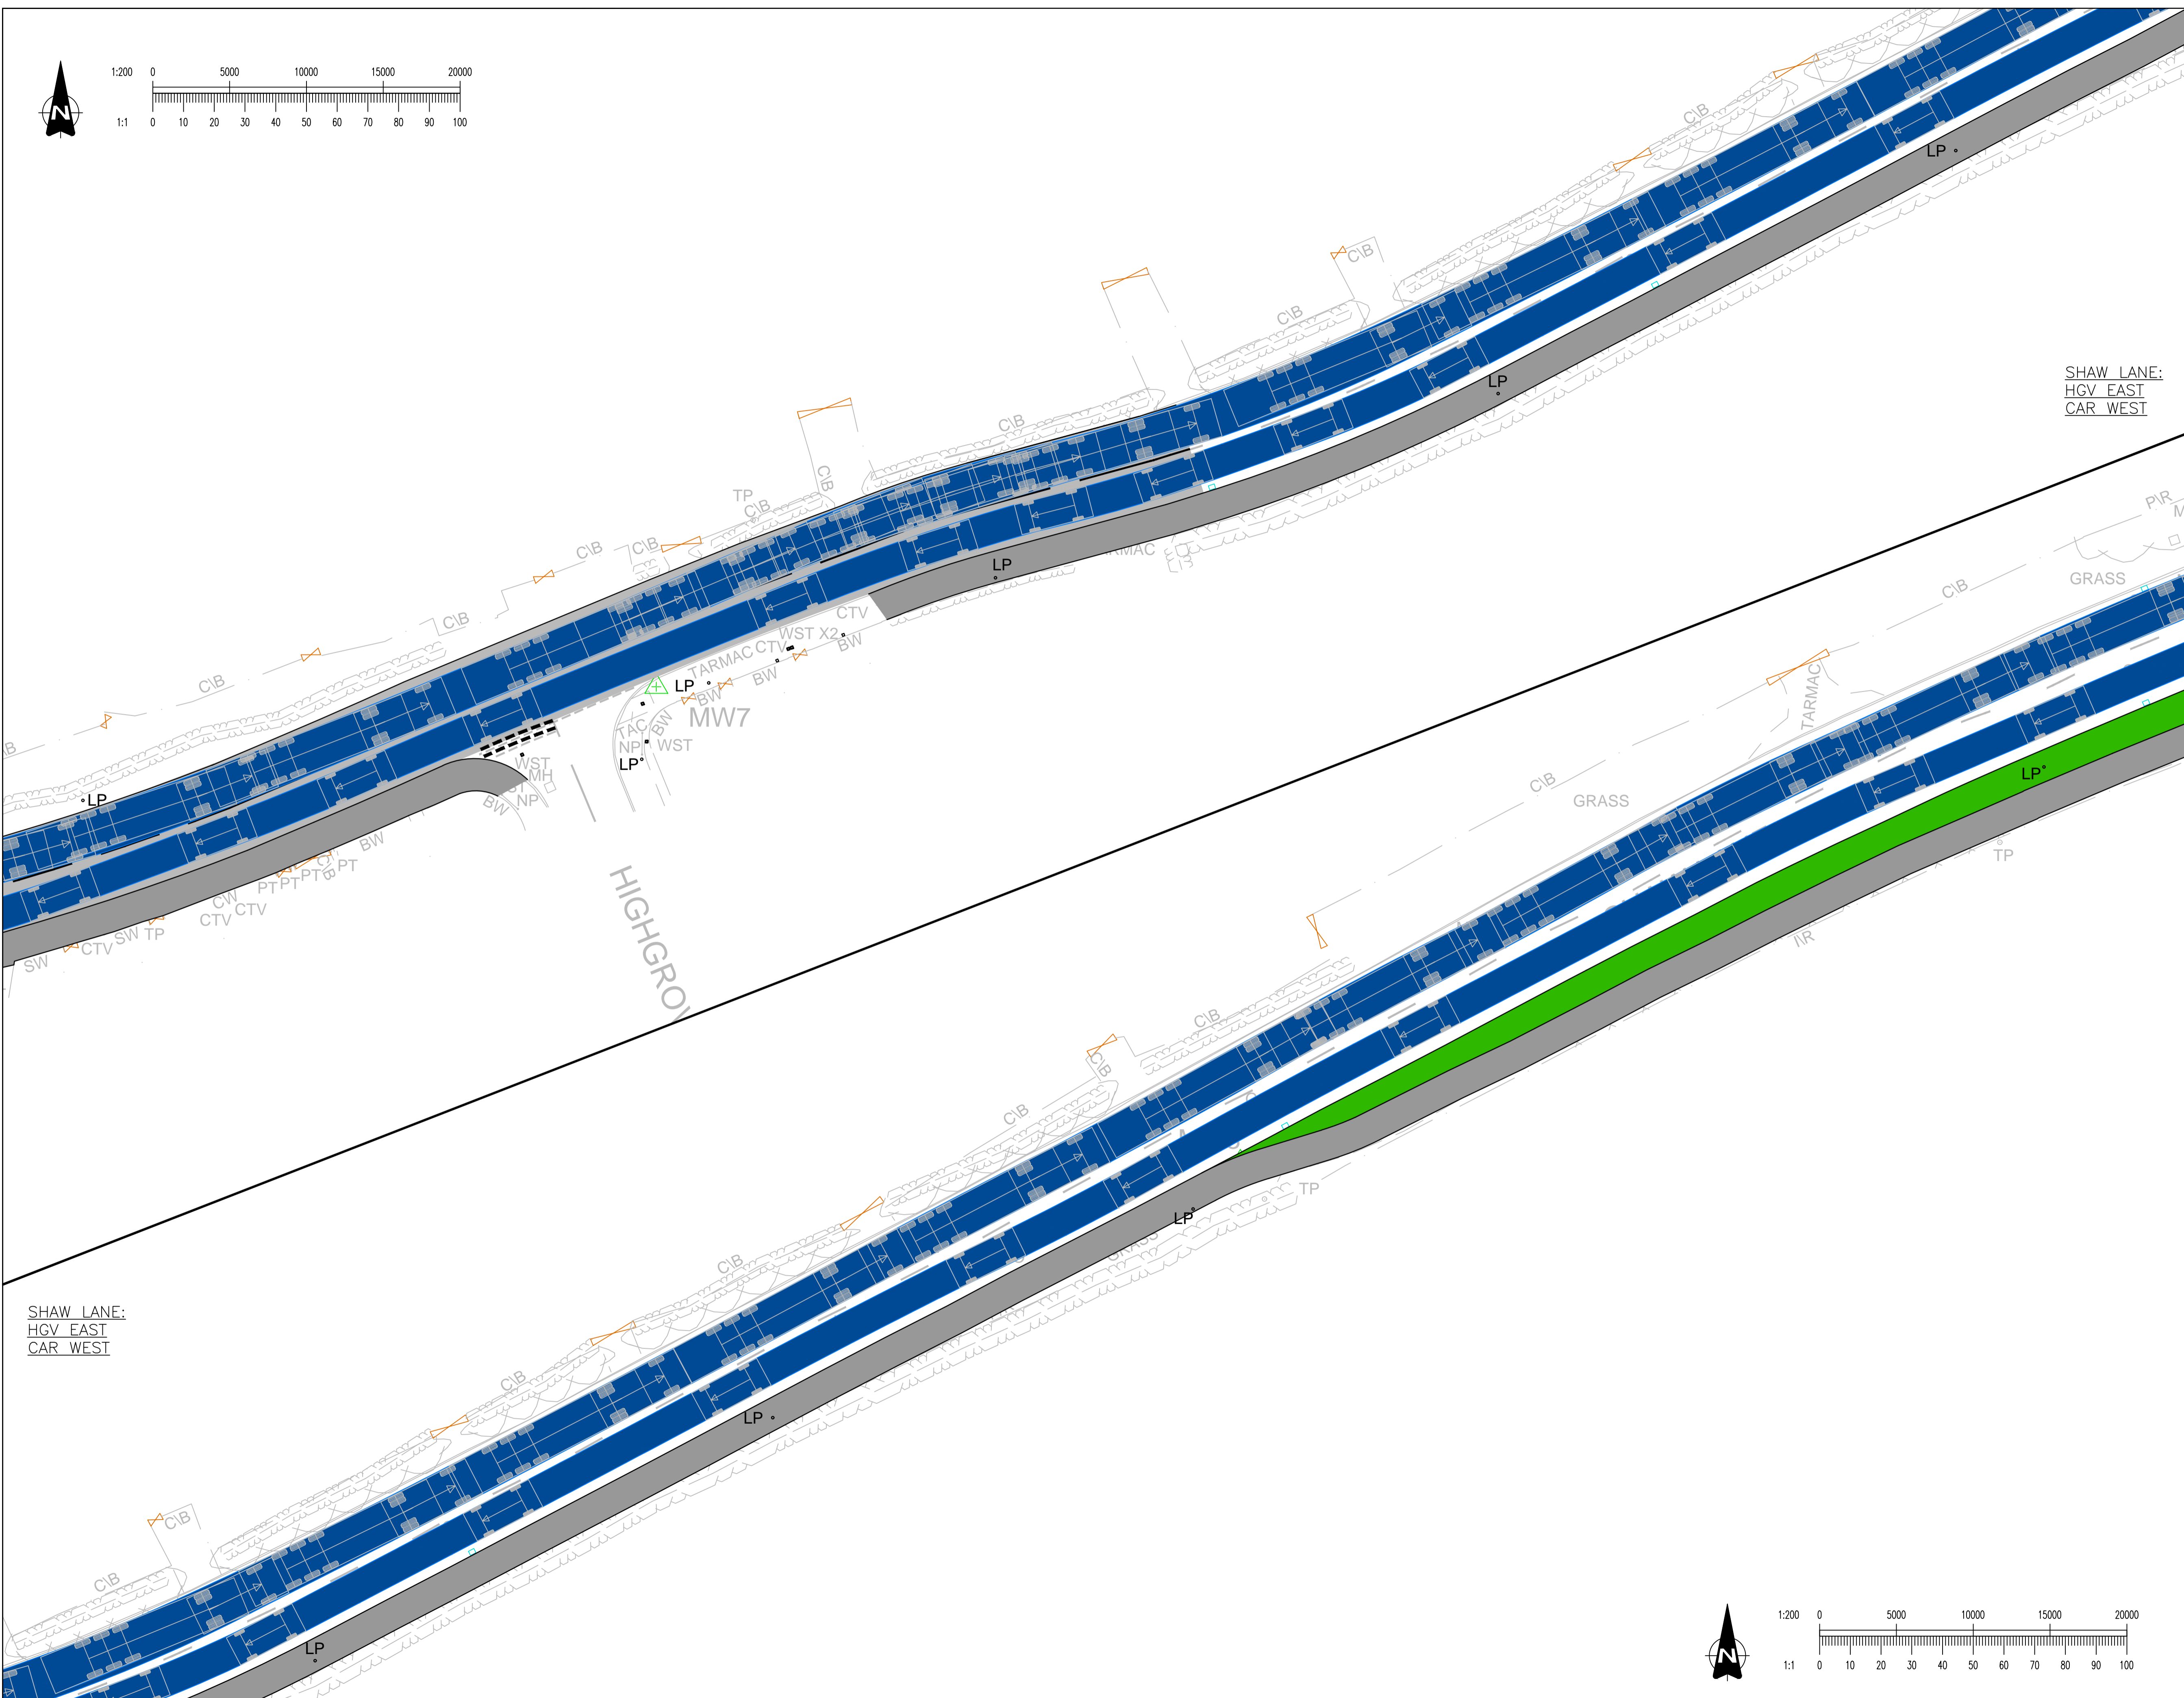 1:200 0 5000 10000 15000 20000
1:1 0 10 20 30 40 50 60 70 80 90 100
N
C\B
C\B
LP
C\B
C\B
SHAW LANE:
HGV EAST
CAR WEST
LP
C\B
C\B
TP
C\B
C\B
C\B
C\B
LP
C\B
C\B
LP
CTV
WST X2
CTV
BW
TARMAC
BW
LP
BW
MW7
TAC
BW
NP
WST
LP
WST
MH
NP
BW
BW
PT
C\B
PT
PT
PT
CW
CTV
CTV
TP
SW
CTV
SW
HIGHGROV
P\R
GRASS
C\B
TARMAC
C\B
GRASS
LP
TP
I\R
C\B
C\B
C\B
TP
LP
GRASS
C\B
SHAW LANE:
HGV EAST
CAR WEST
C\B
LP
C\B
C\B
LP
1:200 0 5000 10000 15000 20000
1:1 0 10 20 30 40 50 60 70 80 90 100
N